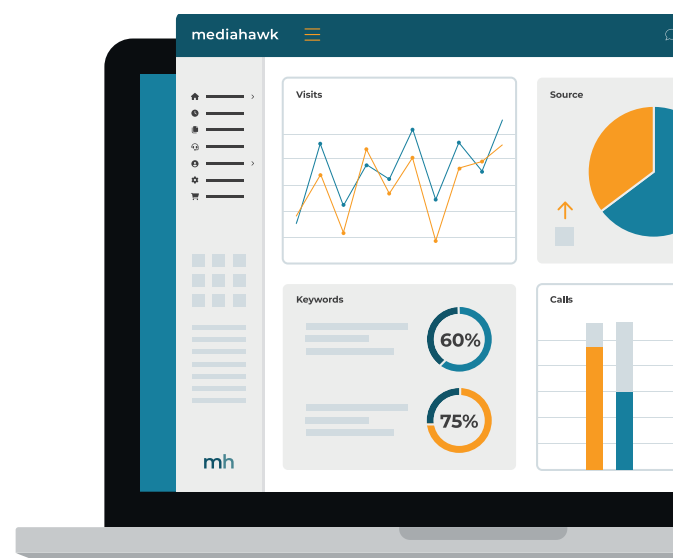 mediahawk
Visits
Source
Keywords
60%
75%
Calls
mh